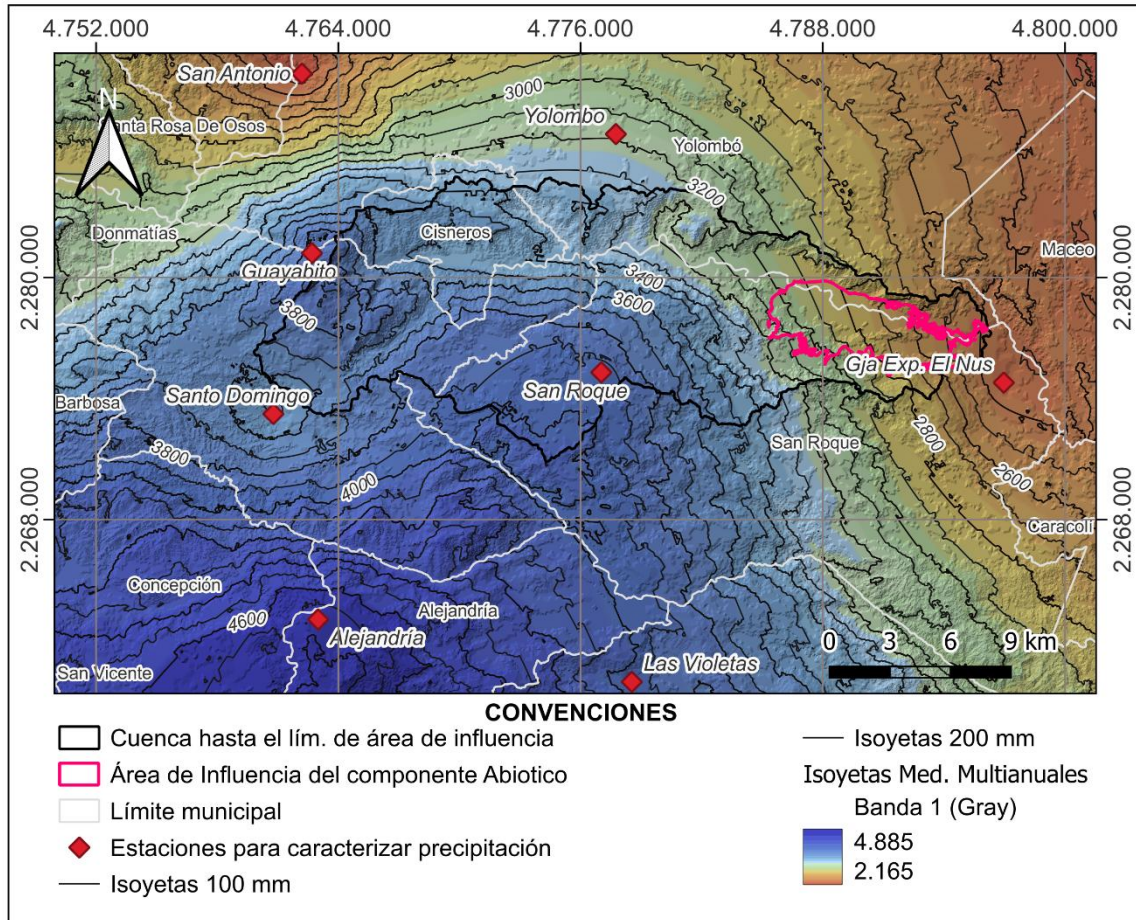 4.752.000 4.764.000 4.776.000 4.788.000 4.800.000
San Antonio
N
3000
Yolombo
Santa Rosa De Osos
Yolombó
3200
Donmatías
Cisneros
Maceo
2.280.000 2.280.000
Guayabito
3400
3800
3600
Gja Exp. El Nus
Santo Domingo
San Roque
Barbosa
2800
San Roque
3800
4000
2600
2.268.000 2.268.000
Caracolí
Concepción
Alejandría
4600
Alejandría
0 3 6 9 km
San Vicente
Las Violetas
CONVENCIONES
Cuenca hasta el lím. de área de influencia
Área de Influencia del componente Abiotico
Límite municipal
Estaciones para caracterizar precipitación
Isoyetas 100 mm
Isoyetas 200 mm
Isoyetas Med. Multianuales
Banda 1 (Gray)
4.885
2.165